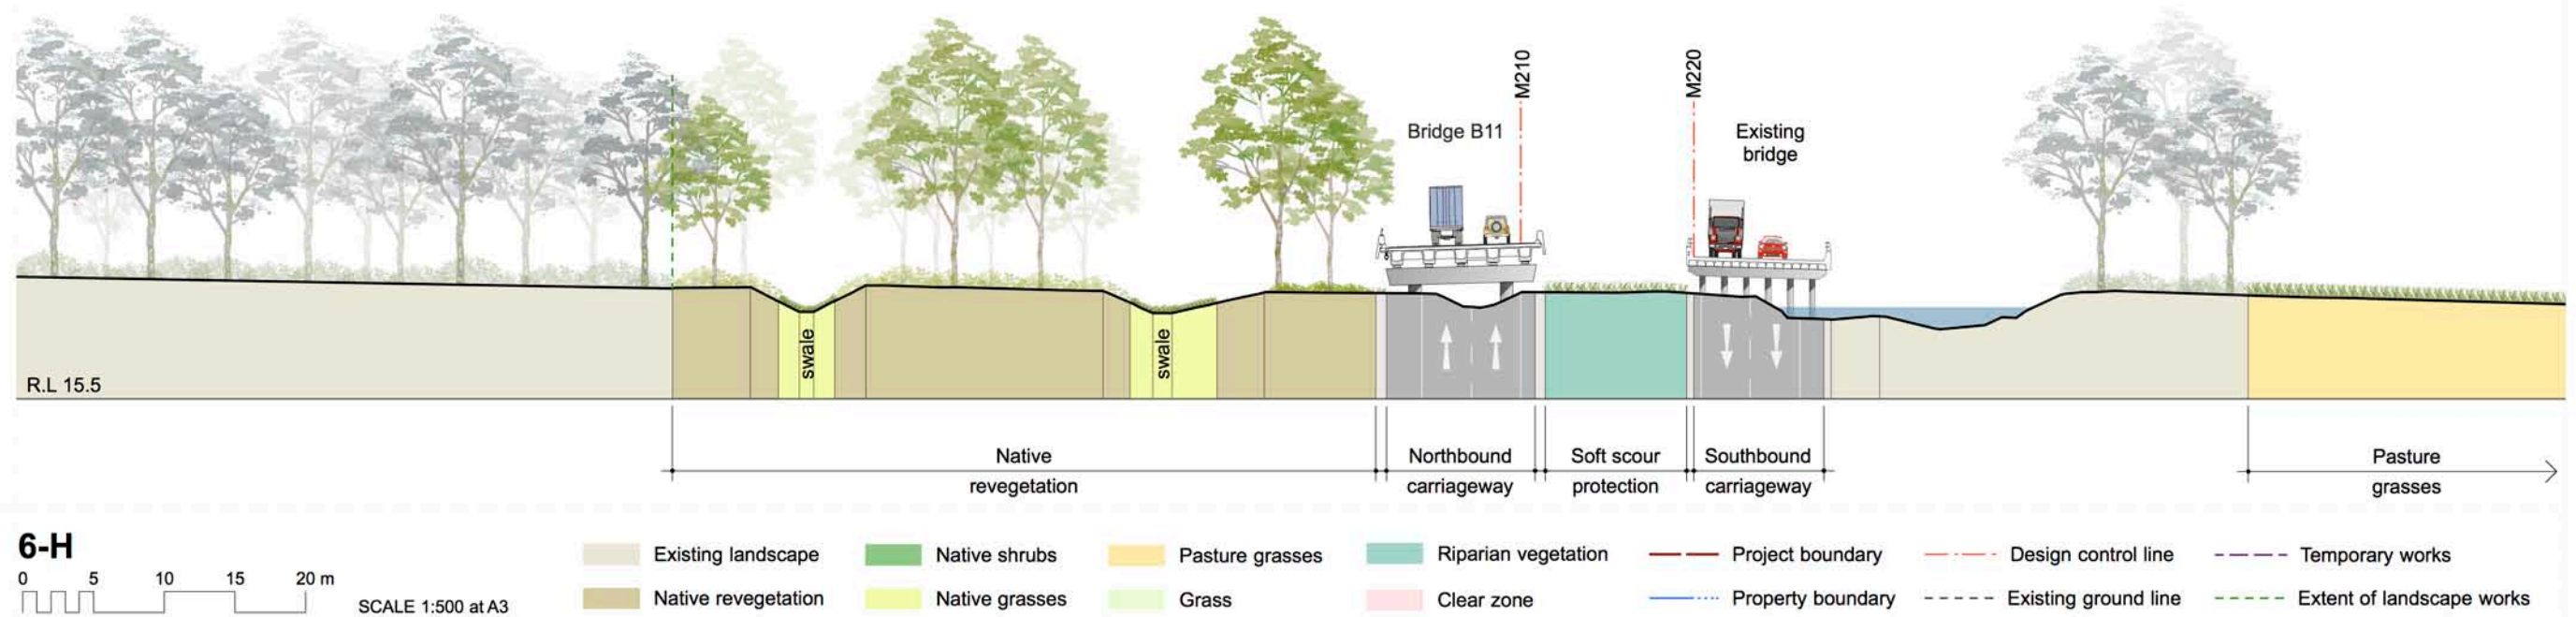 M210
M220
Bridge B11
Existing
bridge
swale
swale
R.L 15.5
Native
revegetation
Northbound
carriageway
Soft scour
protection
Southbound
carriageway
Pasture
grasses
6-H
0 5 10 15 20 m
SCALE 1:500 at A3
Existing landscape
Native revegetation
Native shrubs
Native grasses
Pasture grasses
Grass
Riparian vegetation
Clear zone
Project boundary
Property boundary
Design control line
Existing ground line
Temporary works
Extent of landscape works